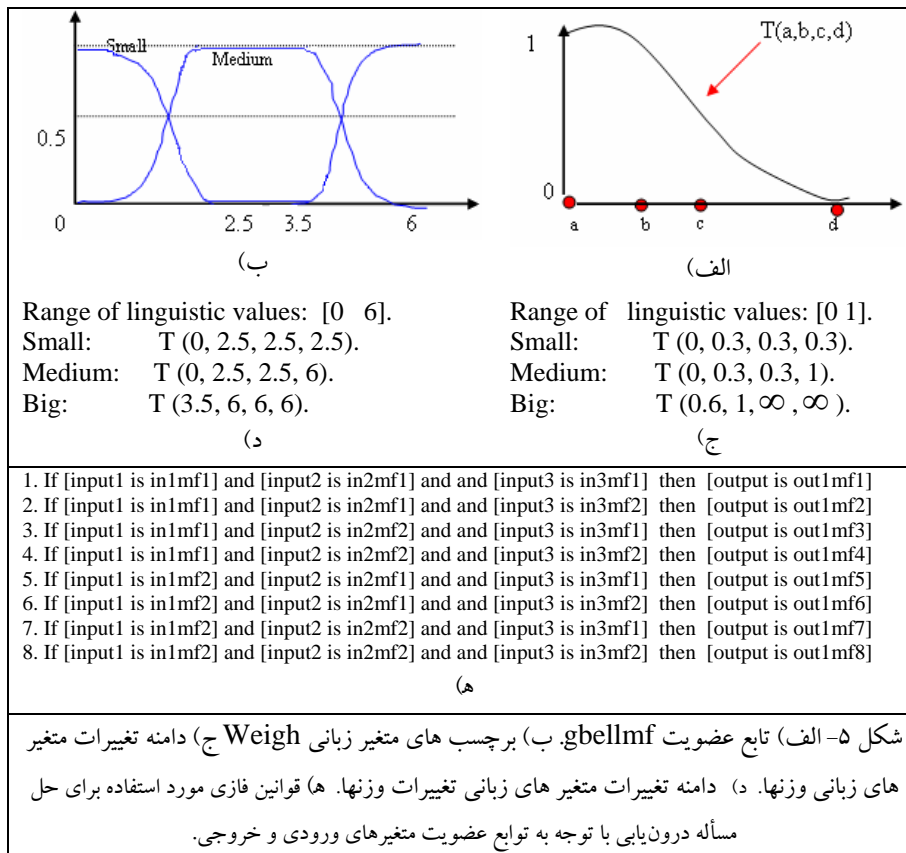 Small
Medium
0.5
0
2.5
3.5
6
ب)
T(a,b,c,d)
1
0
a
b
c
d
الف)
Range of linguistic values: [0 6].
Small: T (0, 2.5, 2.5, 2.5).
Medium: T (0, 2.5, 2.5, 6).
Big: T (3.5, 6, 6, 6).
د)
Range of linguistic values: [0 1].
Small: T (0, 0.3, 0.3, 0.3).
Medium: T (0, 0.3, 0.3, 1).
Big: T (0.6, 1, ∞ , ∞ ).
ج)
1. If [input1 is in1mf1] and [input2 is in2mf1] and and [input3 is in3mf1] then [output is out1mf1]
2. If [input1 is in1mf1] and [input2 is in2mf1] and and [input3 is in3mf2] then [output is out1mf2]
3. If [input1 is in1mf1] and [input2 is in2mf2] and and [input3 is in3mf1] then [output is out1mf3]
4. If [input1 is in1mf1] and [input2 is in2mf2] and and [input3 is in3mf2] then [output is out1mf4]
5. If [input1 is in1mf2] and [input2 is in2mf1] and and [input3 is in3mf1] then [output is out1mf5]
6. If [input1 is in1mf2] and [input2 is in2mf1] and and [input3 is in3mf2] then [output is out1mf6]
7. If [input1 is in1mf2] and [input2 is in2mf2] and and [input3 is in3mf1] then [output is out1mf7]
8. If [input1 is in1mf2] and [input2 is in2mf2] and and [input3 is in3mf2] then [output is out1mf8]
ه)
شکل ۵- الف) تابع عضویت gbellmf. ب) برچسب های متغیر زبانی Weigh ج) دامنه تغییرات متغیر
های زبانی وزنها. د) دامنه تغییرات متغیر های زبانی تغییرات وزنها. ه) قوانین فازی مورد استفاده برای حل
مسأله درون‌یابی با توجه به توابع عضویت متغیرهای ورودی و خروجی.